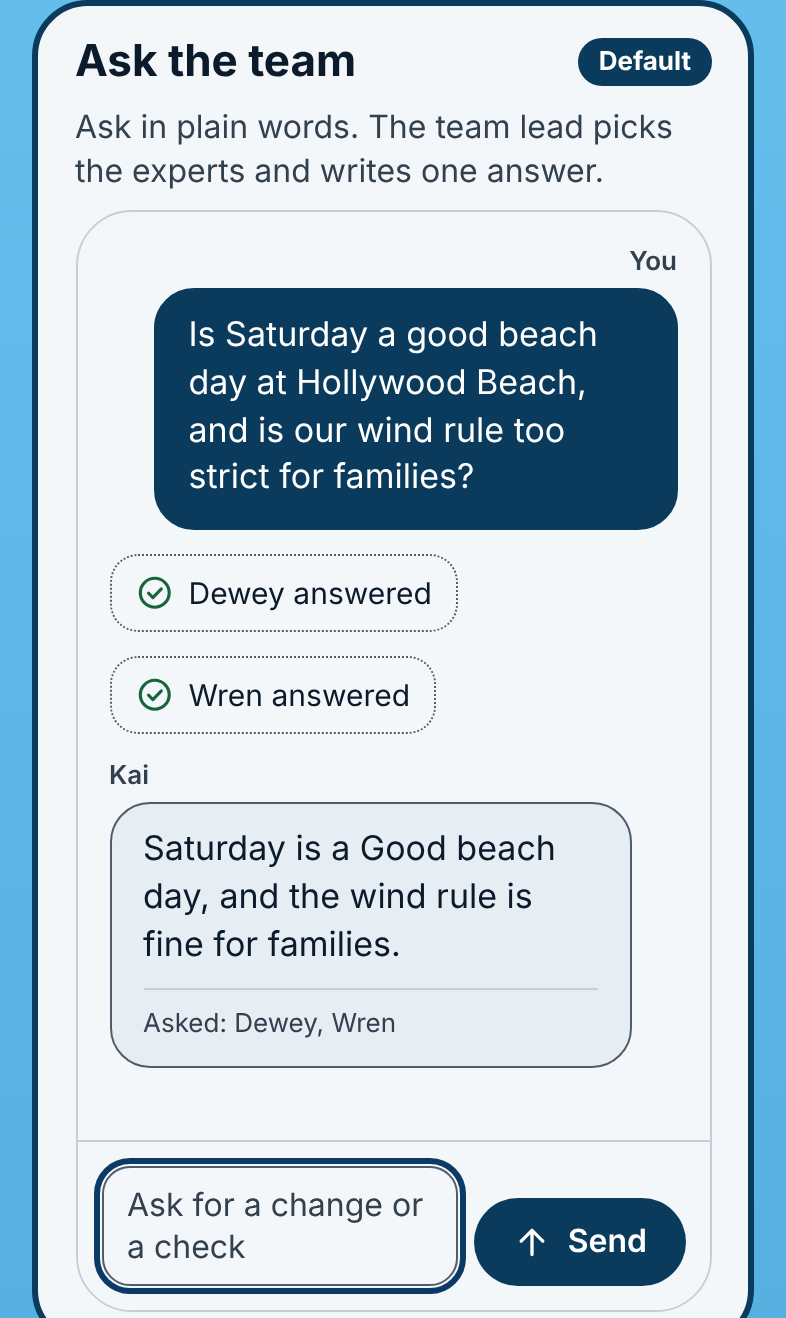 Ask the team
Default
Ask in plain words. The team lead picks
the experts and writes one answer.
You
Is Saturday a good beach
day at Hollywood Beach,
and is our wind rule too
strict for families?
Dewey answered
Wren answered
Kai
Saturday is a Good beach
day, and the wind rule is
fine for families.
Asked: Dewey, Wren
Ask for a change or
a check
Send